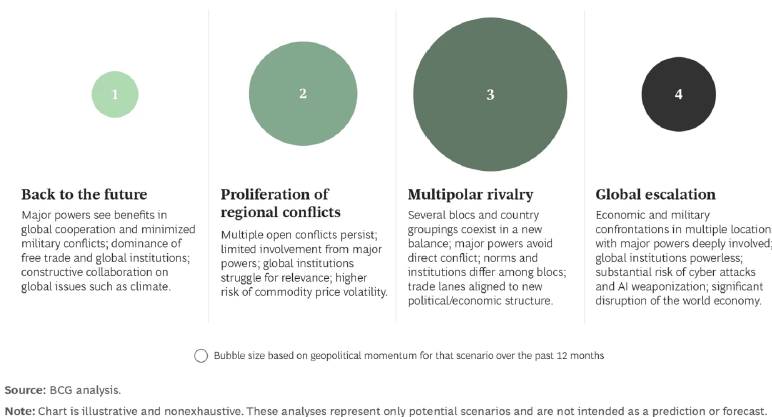 1
2
3
4
Back to the future
Major powers see benefits in
global cooperation and minimized
military conflicts; dominance of
free trade and global institutions;
constructive collaboration on
global issues such as climate.
Proliferation of
regional conflicts
Multiple open conflicts persist;
limited involvement from major
powers; global institutions
struggle for relevance; higher
risk of commodity price volatility.
Multipolar rivalry
Several blocs and country
groupings coexist in a new
balance; major powers avoid
direct conflict; norms and
institutions differ among blocs;
trade lanes aligned to new
political/economic structure.
Global escalation
Economic and military
confrontations in multiple location
with major powers deeply involved;
global institutions powerless;
substantial risk of cyber attacks
and AI weaponization; significant
disruption of the world economy.
Bubble size based on geopolitical momentum for that scenario over the past 12 months
Source: BCG analysis.
Note: Chart is illustrative and nonexhaustive. These analyses represent only potential scenarios and are not intended as a prediction or forecast.